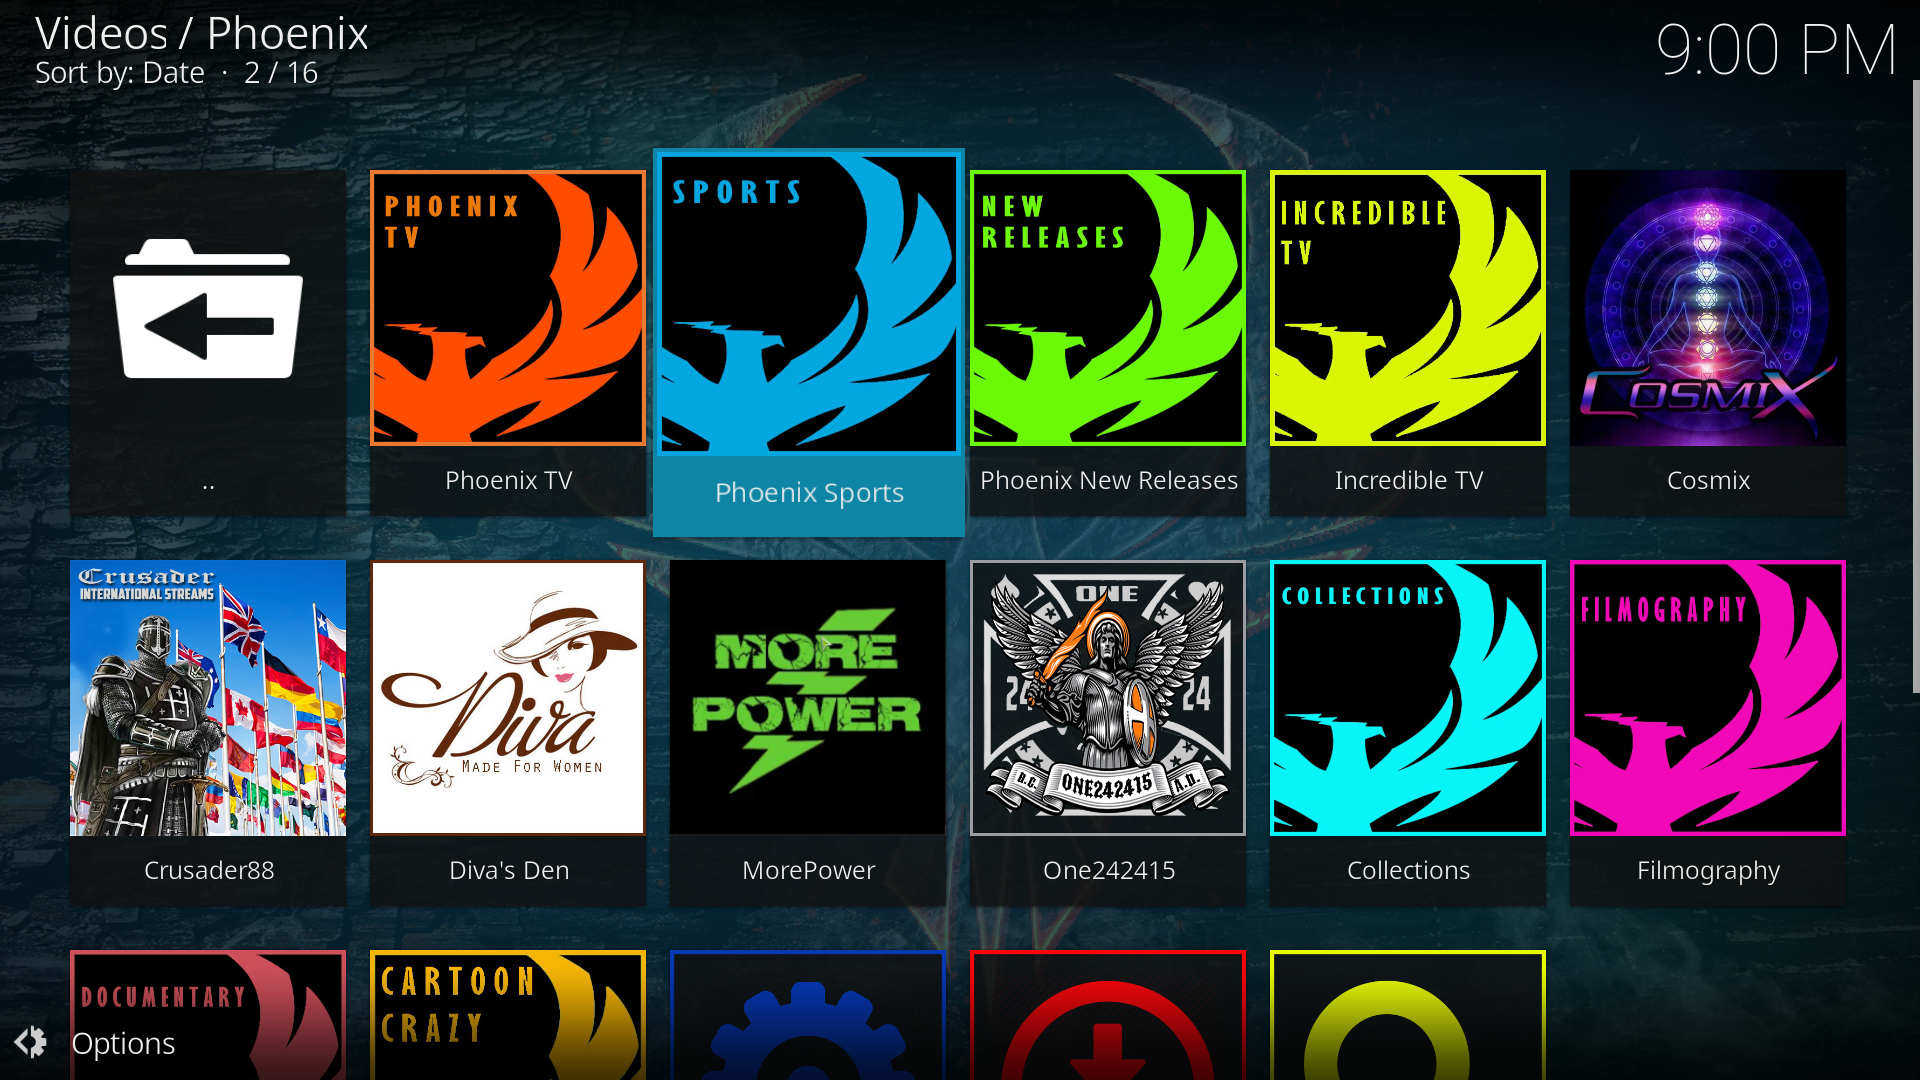 Videos / Phoenix
Sort by: Date · 2 / 16
9:00 PM
PHOENIX
TV
SPORTS
NEW
RELEASES
INCREDIBLE
TV
COSMIX
..
Phoenix TV
Phoenix Sports
Phoenix New Releases
Incredible TV
Cosmix
Crusader
INTERNATIONAL STREAMS
Diva
MADE FOR WOMEN
MORE
POWER
ONE
24 24
B.C. ONE242415 A.D.
COLLECTIONS
FILMOGRAPHY
Crusader88
Diva's Den
MorePower
One242415
Collections
Filmography
DOCUMENTARY
CARTOON
CRAZY
Options